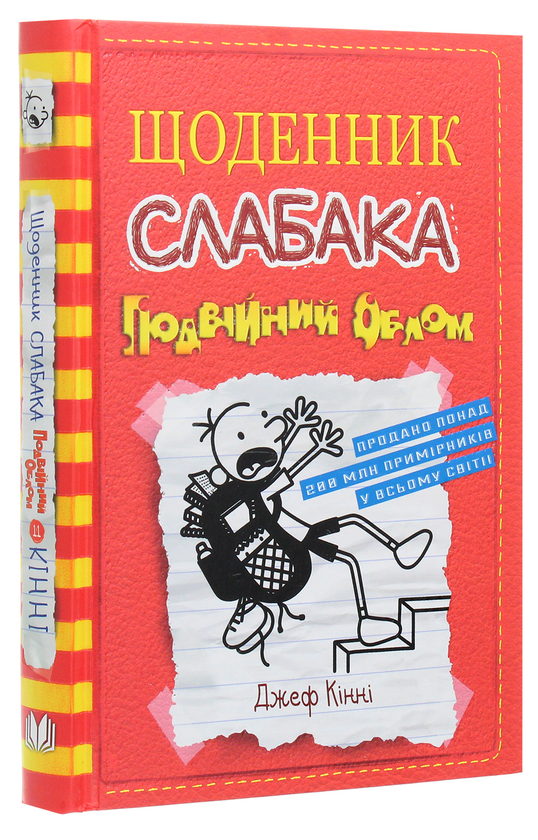 ЩОДЕННИК
СЛАБАКА
ПОДВІЙНИЙ ОБЛОМ
ПРОДАНО ПОНАД
200 МЛН ПРИМІРНИКІВ
У ВСЬОМУ СВІТІ!
Джеф Кінні
Щоденник СЛАБАКА ПОДВІЙНИЙ ОБЛОМ 11 КІННІ